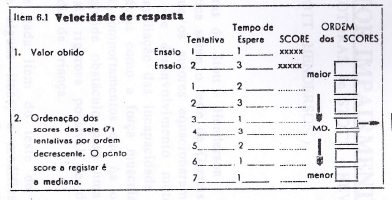 Item 6.1 Velocidade de resposta
Tentativa Tempo de Espera SCORE ORDEM dos SCORES
1. Valor obtido Ensaio 1 1 xxxxx
Ensaio 2 3 xxxxx
maior
1 2
2 3
2. Ordenação dos 3 1
scores das sete (7) 4 3 MD.
tentativas por ordem
decrescente. O ponto 5 2
score a registar é 6 1
a mediana. 7 1 menor